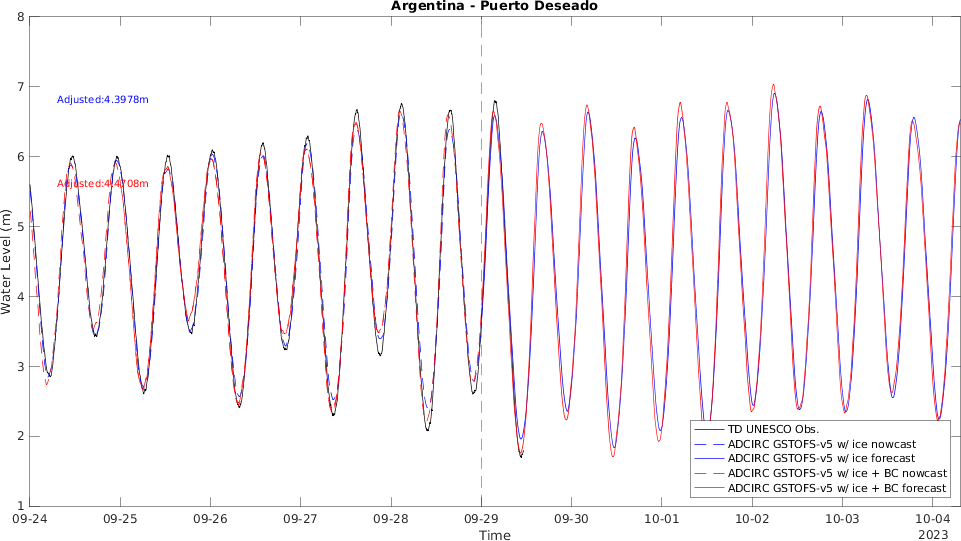 Argentina - Puerto Deseado
8
7
6
5
4
3
2
1
Water Level (m)
Adjusted:4.3978m
Adjusted:4.4708m
TD UNESCO Obs.
ADCIRC GSTOFS-v5 w/ ice nowcast
ADCIRC GSTOFS-v5 w/ ice forecast
ADCIRC GSTOFS-v5 w/ ice + BC nowcast
ADCIRC GSTOFS-v5 w/ ice + BC forecast
09-24 09-25 09-26 09-27 09-28 09-29 09-30 10-01 10-02 10-03 10-04
Time
2023